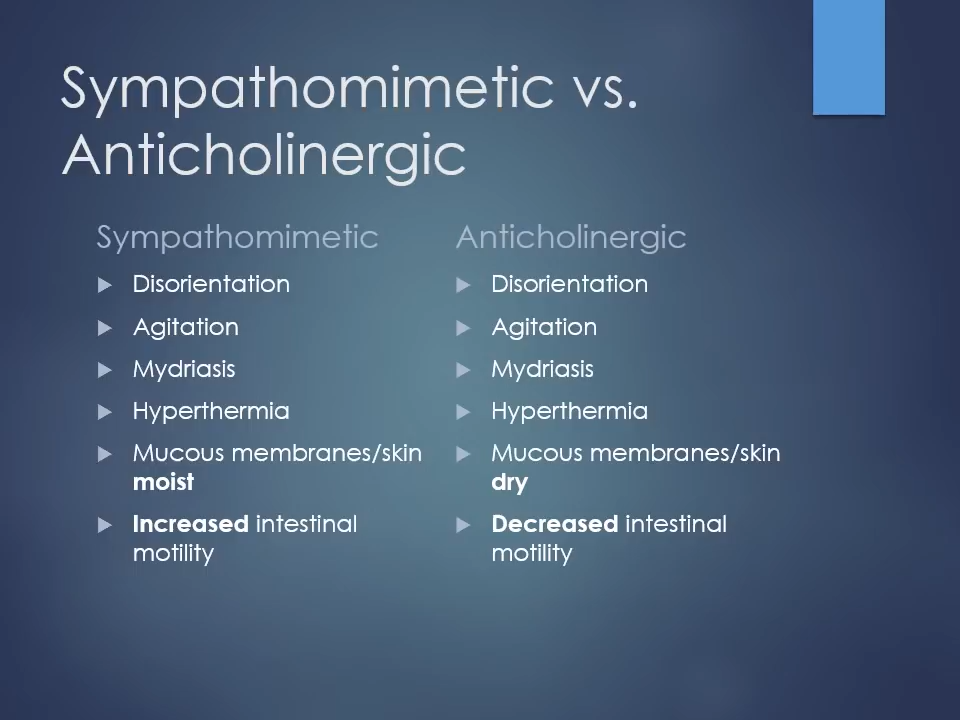 Sympathomimetic vs.
Anticholinergic
Sympathomimetic
Disorientation
Agitation
Mydriasis
Hyperthermia
Mucous membranes/skin
moist
Increased intestinal
motility
Anticholinergic
Disorientation
Agitation
Mydriasis
Hyperthermia
Mucous membranes/skin
dry
Decreased intestinal
motility